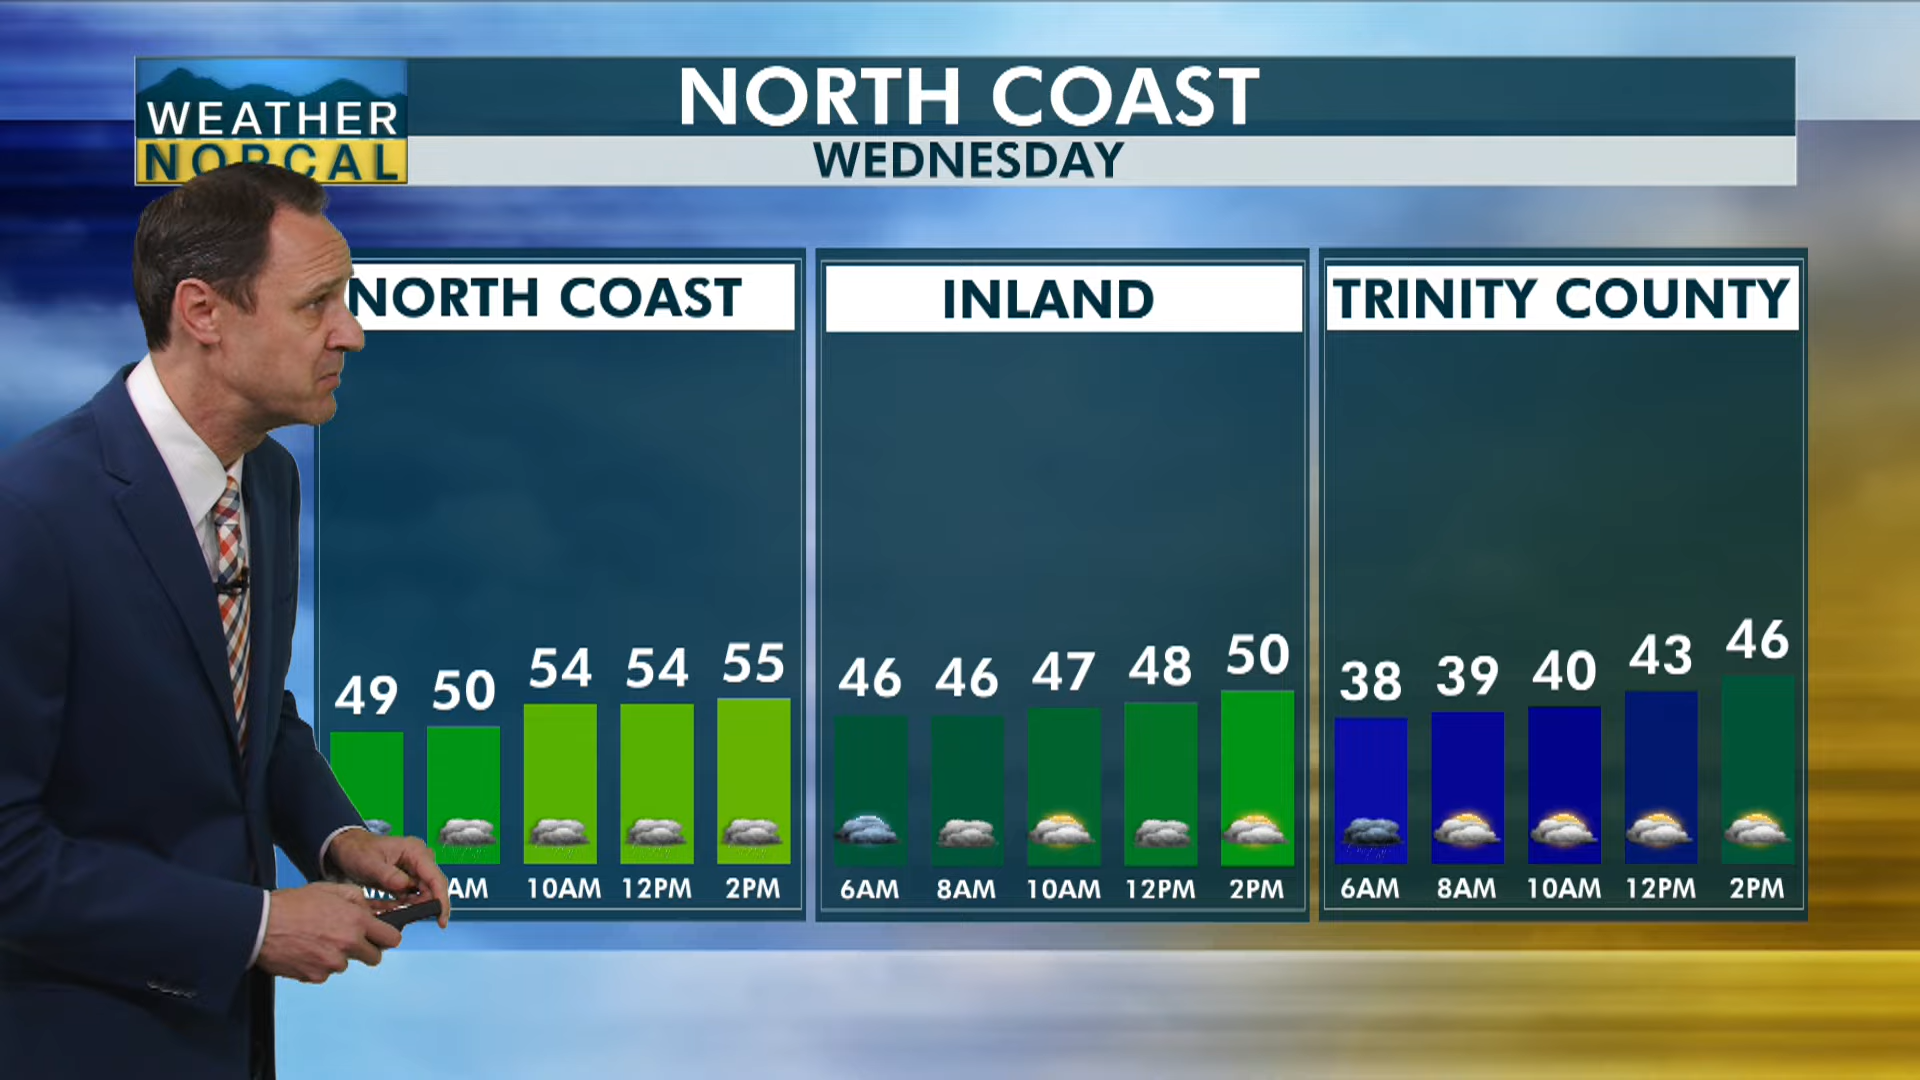 WEATHER
NORCAL
NORTH COAST
WEDNESDAY
NORTH COAST
49 50 54 54 55
AM 10AM 12PM 2PM
INLAND
46 46 47 48 50
6AM 8AM 10AM 12PM 2PM
TRINITY COUNTY
38 39 40 43 46
6AM 8AM 10AM 12PM 2PM